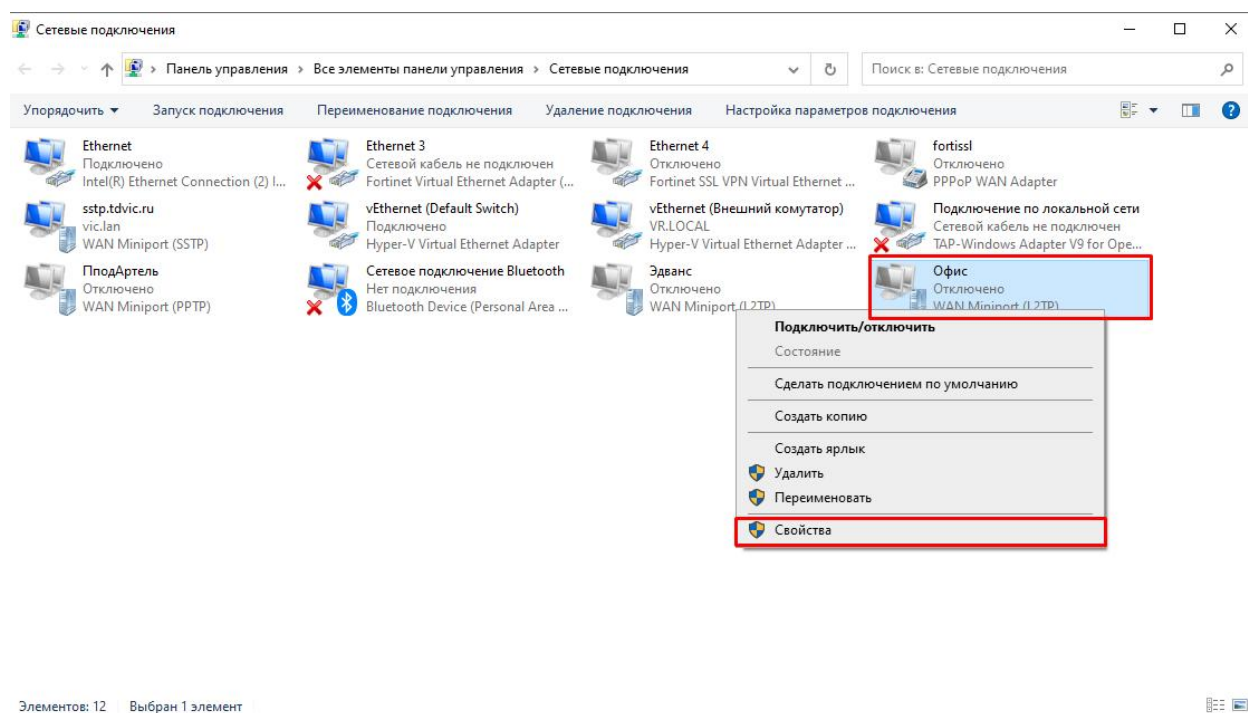 Сетевые подключения
Панель управления > Все элементы панели управления > Сетевые подключения
Поиск в: Сетевые подключения
Упорядочить Запуск подключения Переименование подключения Удаление подключения Настройка параметров подключения
Ethernet
Подключено
Intel(R) Ethernet Connection (2) I...
Ethernet 3
Сетевой кабель не подключен
Fortinet Virtual Ethernet Adapter (...
Ethernet 4
Отключено
Fortinet SSL VPN Virtual Ethernet ...
fortissl
Отключено
PPPoP WAN Adapter
sstp.tdvic.ru
vic.lan
WAN Miniport (SSTP)
vEthernet (Default Switch)
Подключено
Hyper-V Virtual Ethernet Adapter
vEthernet (Внешний комутатор)
VR.LOCAL
Hyper-V Virtual Ethernet Adapter ...
Подключение по локальной сети
Сетевой кабель не подключен
TAP-Windows Adapter V9 for Ope...
ПподАртель
Отключено
WAN Miniport (PPTP)
Сетевое подключение Bluetooth
Нет подключения
Bluetooth Device (Personal Area ...
Эдванс
Отключено
WAN Miniport (L2TP)
Офис
Отключено
WAN Miniport (L2TP)
Подключить/отключить
Состояние
Сделать подключением по умолчанию
Создать копию
Создать ярлык
Удалить
Переименовать
Свойства
Элементов: 12 Выбран 1 элемент